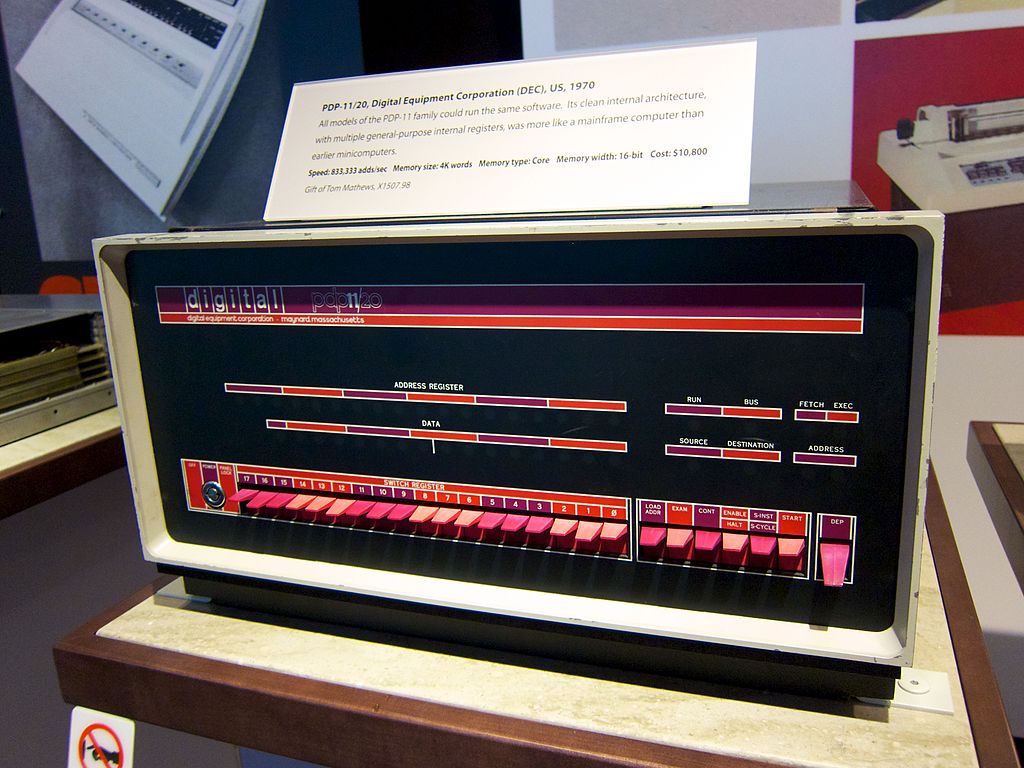 PDP-11/20, Digital Equipment Corporation (DEC), US, 1970
All models of the PDP-11 family could run the same software. Its clean internal architecture,
with multiple general-purpose internal registers, was more like a mainframe computer than
earlier minicomputers.
Speed: 833,333 adds/sec Memory size: 4K words Memory type: Core Memory width: 16-bit Cost: $10,800
Gift of Tom Mathews, X1507.98
digital pdp11/20
digital equipment corporation · maynard, massachusetts
ADDRESS REGISTER
RUN BUS FETCH EXEC
DATA
SOURCE DESTINATION ADDRESS
OFF POWER PANEL LOCK
SWITCH REGISTER
17 16 15 14 13 12 11 10 9 8 7 6 5 4 3 2 1 0
LOAD ADDR EXAM CONT ENABLE HALT S-INST S-CYCLE START DEP